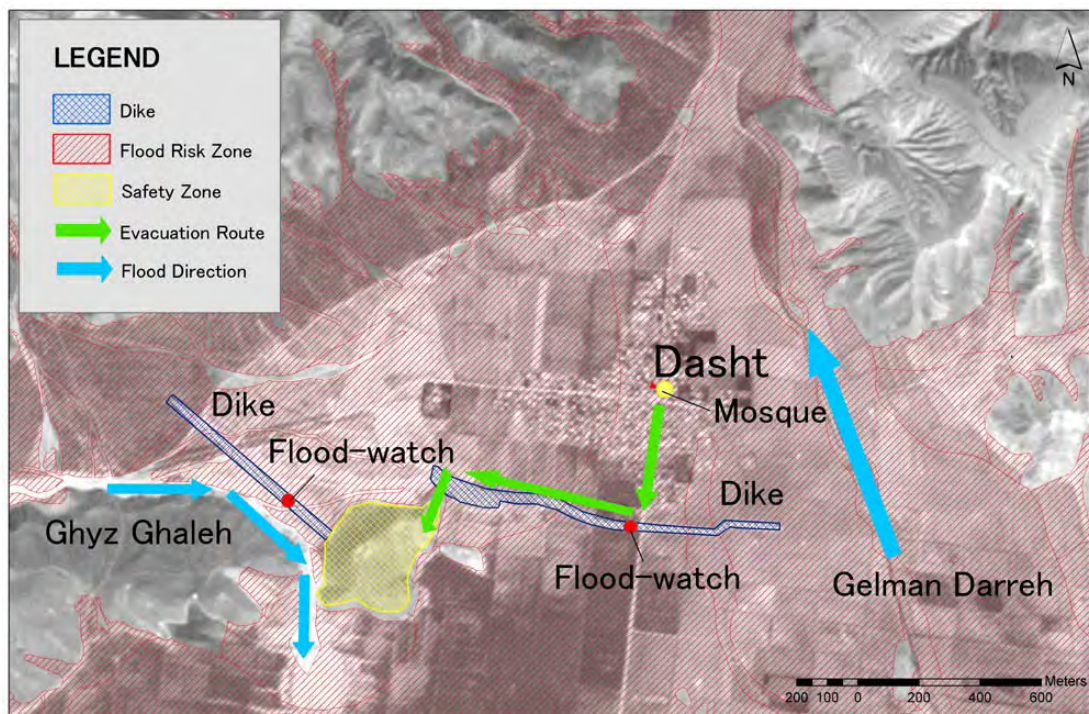 LEGEND
Dike
Flood Risk Zone
Safety Zone
Evacuation Route
Flood Direction
N
Dasht
Mosque
Dike
Flood-watch
Dike
Ghyz Ghaleh
Flood-watch
Gelman Darreh
Meters
200 100 0 200 400 600